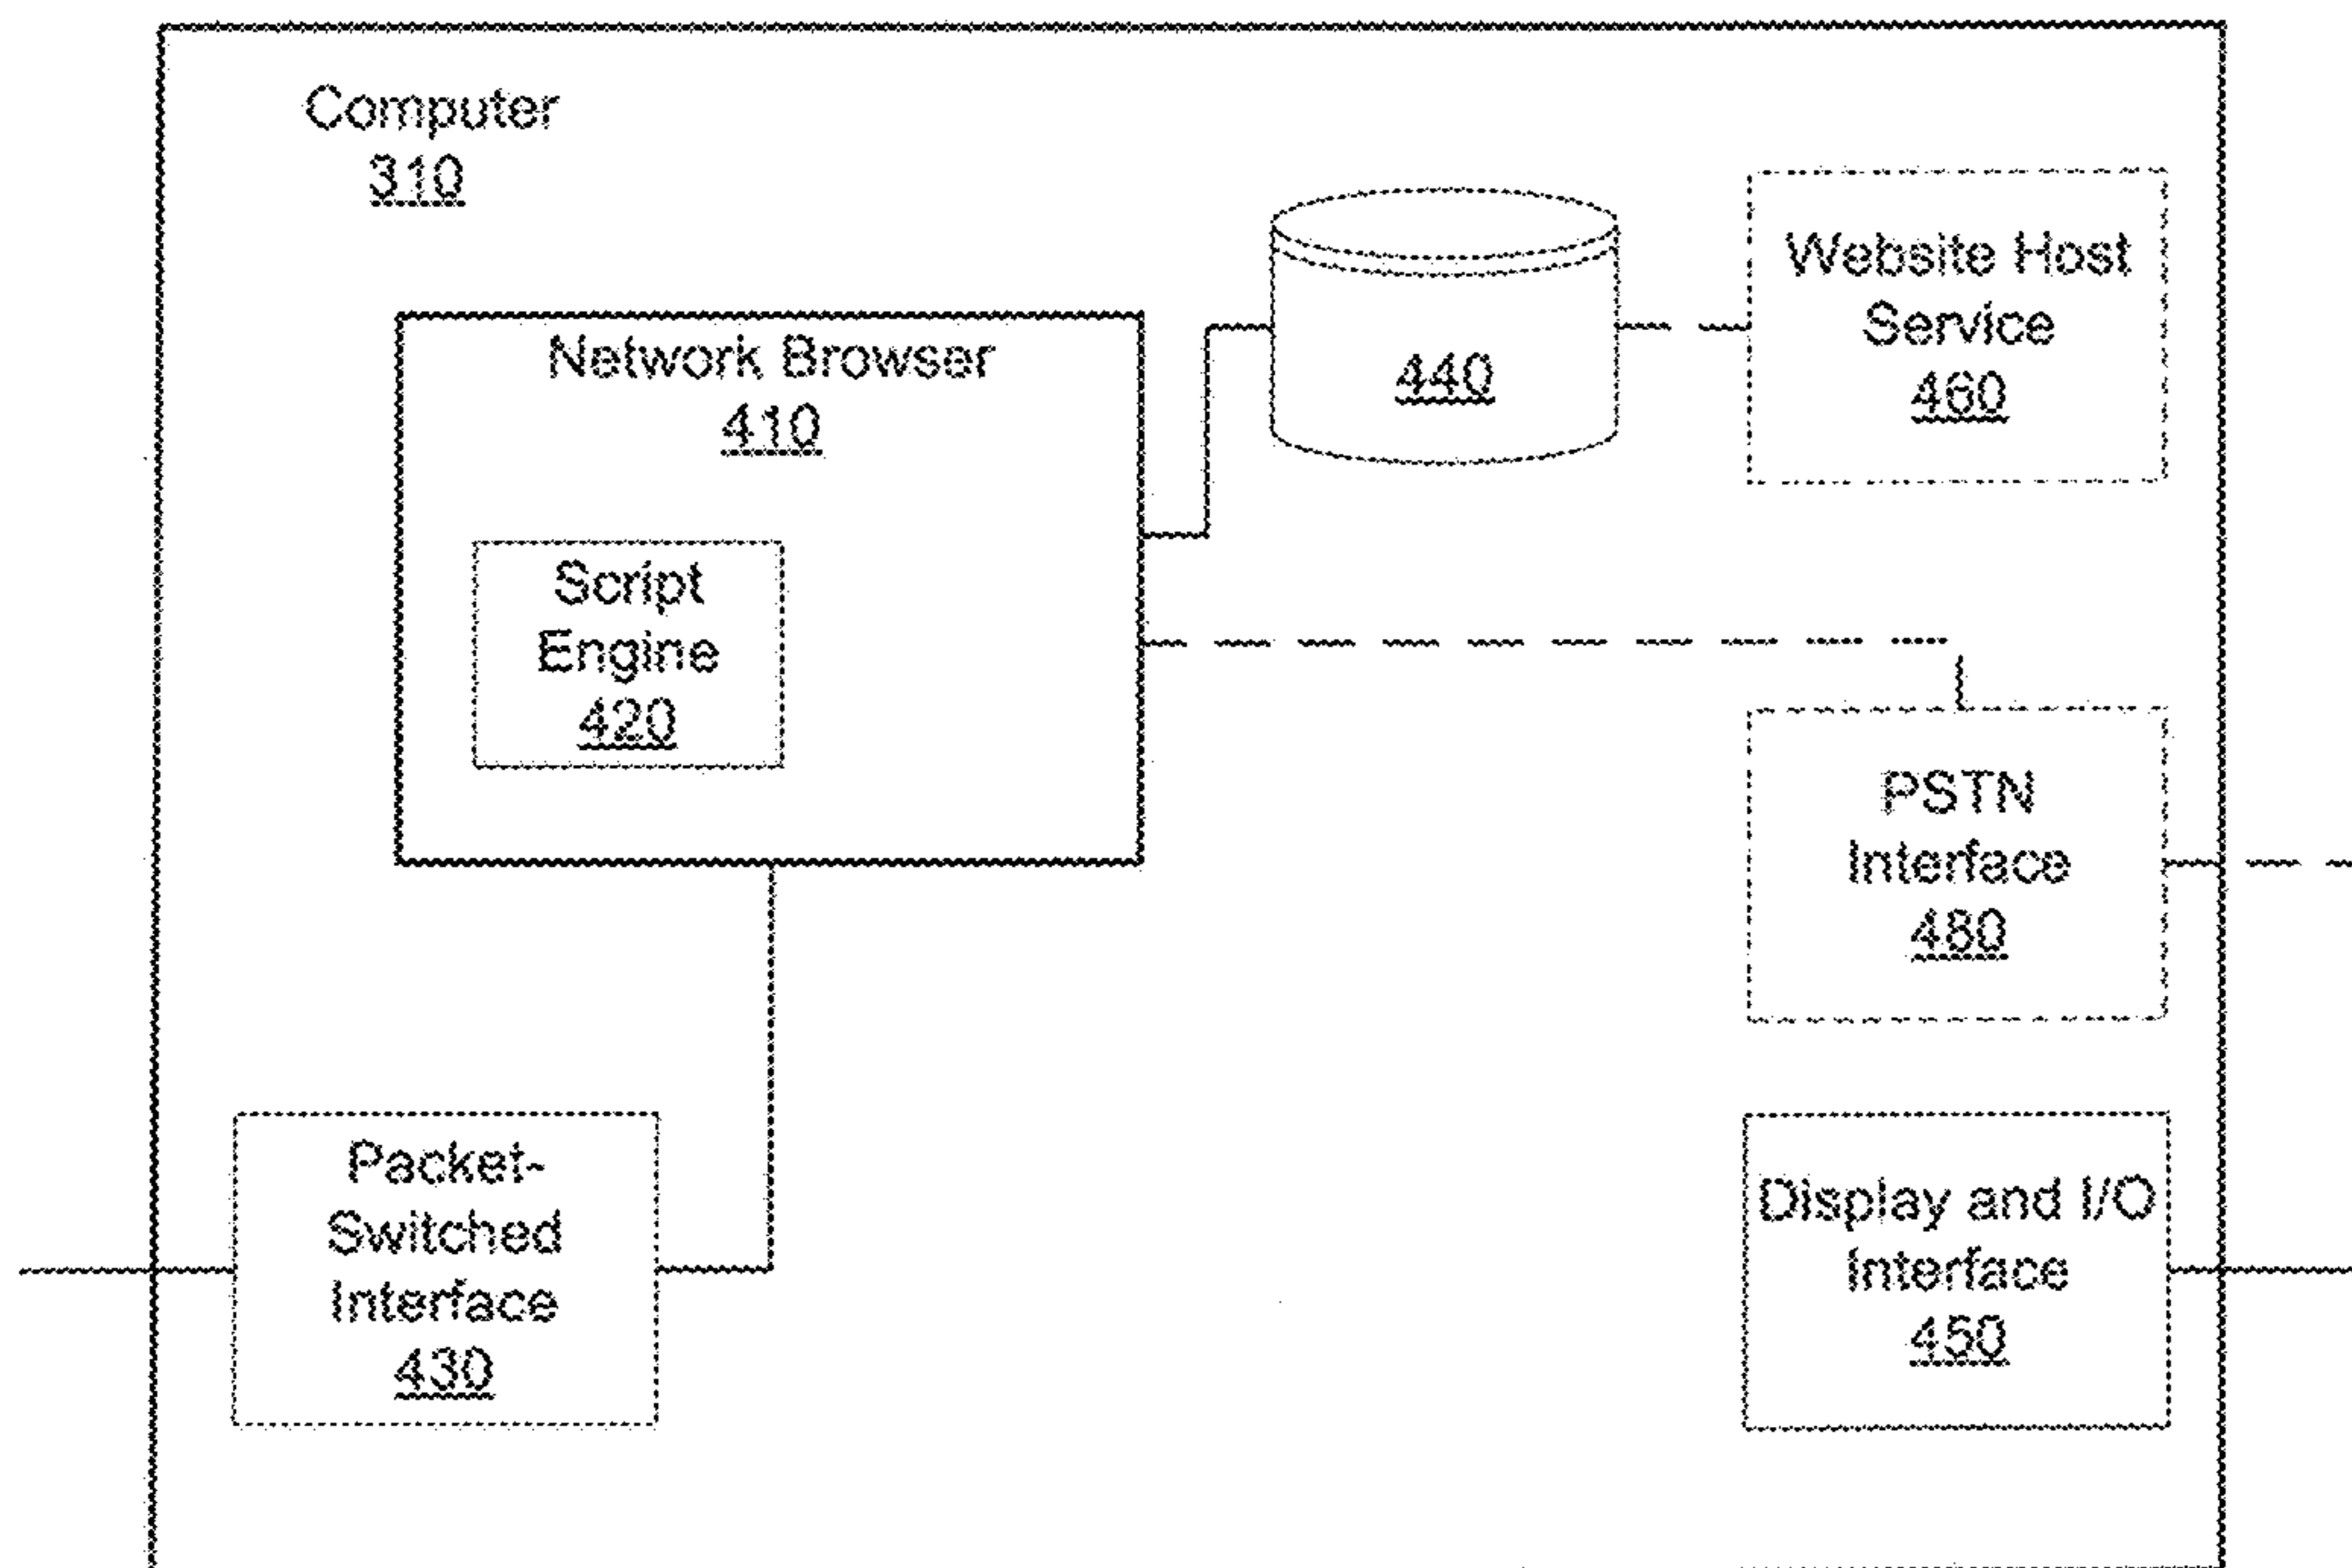 Computer
310
Network Browser
410
Script
Engine
420
440
Website Host
Service
460
PSTN
Interface
480
Packet-
Switched
Interface
430
Display and I/O
Interface
450